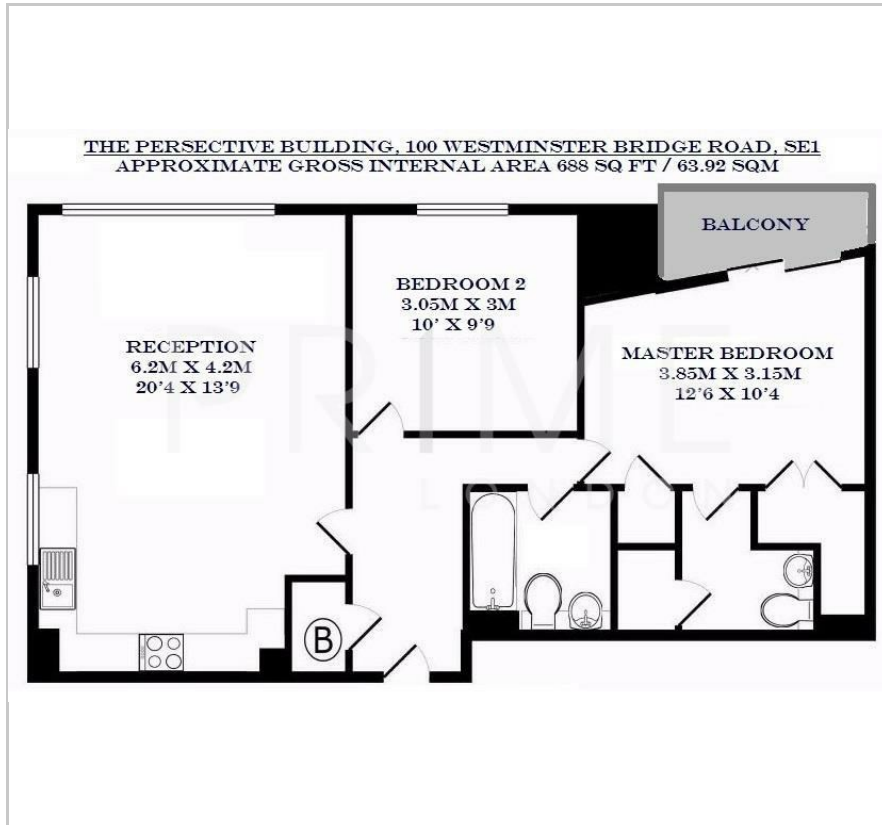 THE PERSECTIVE BUILDING, 100 WESTMINSTER BRIDGE ROAD, SE1
APPROXIMATE GROSS INTERNAL AREA 688 SQ FT / 63.92 SQM
BALCONY
BEDROOM 2
3.05M X 3M
10' X 9'9
RECEPTION
6.2M X 4.2M
20'4 X 13'9
MASTER BEDROOM
3.85M X 3.15M
12'6 X 10'4
PRIME
LONDON
B